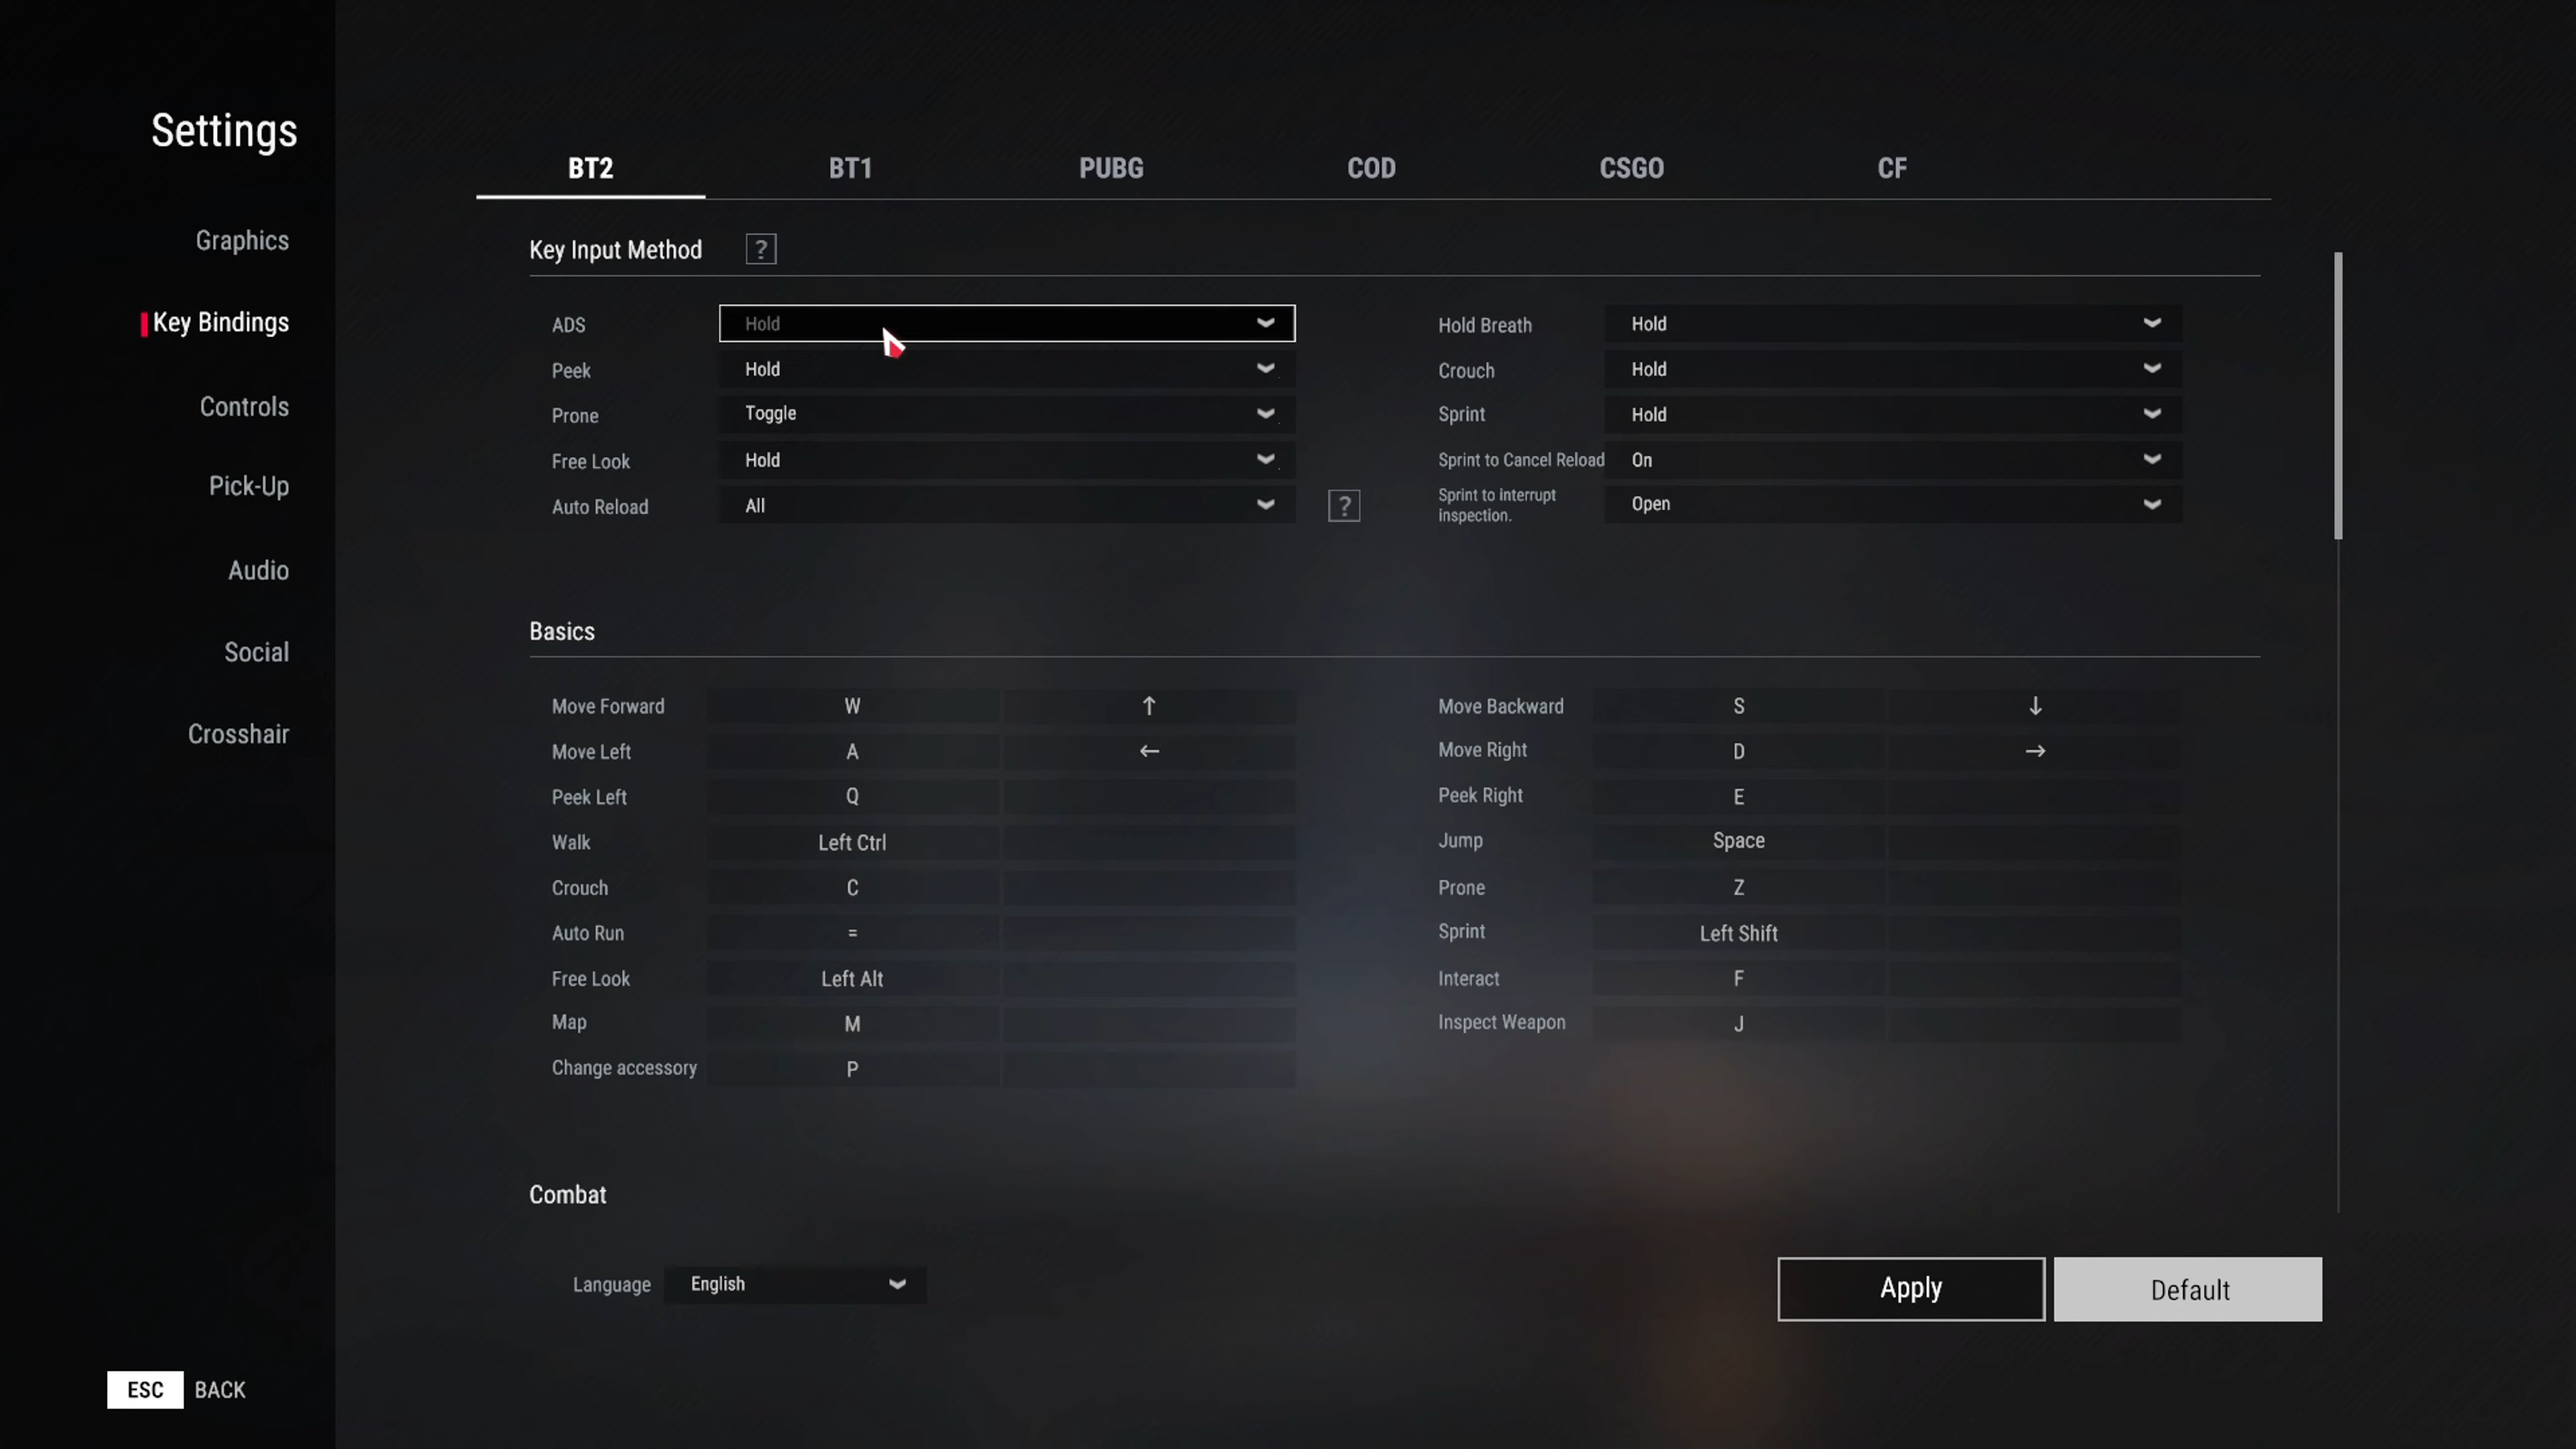 Settings
Graphics
Key Bindings
Controls
Pick-Up
Audio
Social
Crosshair
BT2 BT1 PUBG COD CSGO CF
Key Input Method ?
ADS Hold Hold Breath Hold
Peek Hold Crouch Hold
Prone Toggle Sprint Hold
Free Look Hold Sprint to Cancel Reload On
Auto Reload All ? Sprint to interrupt
inspection. Open
Basics
Move Forward W ↑ Move Backward S ↓
Move Left A ← Move Right D →
Peek Left Q Peek Right E
Walk Left Ctrl Jump Space
Crouch C Prone Z
Auto Run = Sprint Left Shift
Free Look Left Alt Interact F
Map M Inspect Weapon J
Change accessory P
Combat
Language English
Apply Default
ESC BACK